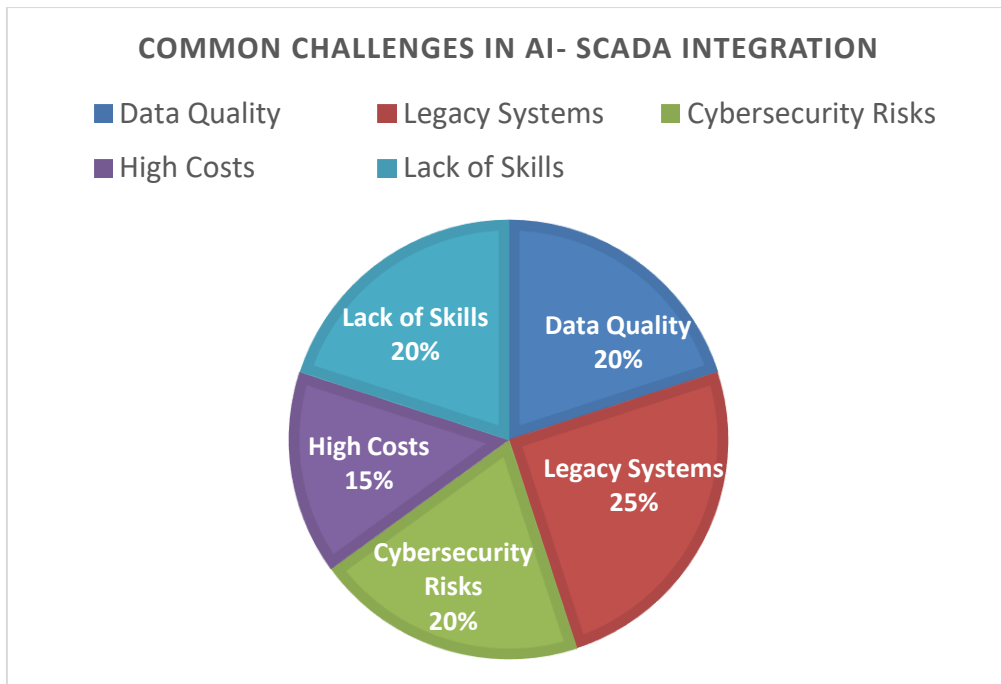 COMMON CHALLENGES IN AI- SCADA INTEGRATION
Data Quality
Legacy Systems
Cybersecurity Risks
High Costs
Lack of Skills
Lack of Skills
20%
Data Quality
20%
High Costs
15%
Legacy Systems
25%
Cybersecurity
Risks
20%